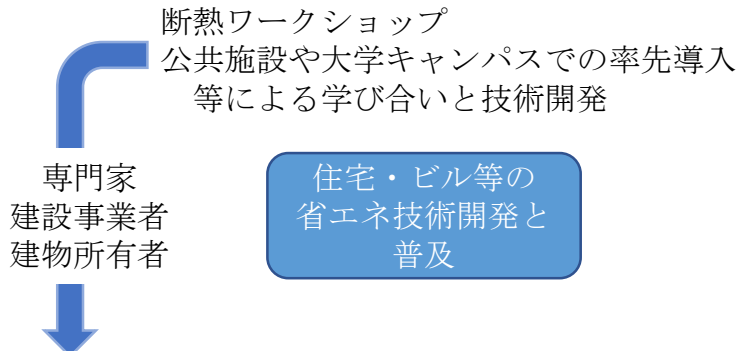 断熱ワークショップ
公共施設や大学キャンパスでの率先導入
等による学び合いと技術開発
専門家
建設事業者
建物所有者
住宅・ビル等の
省エネ技術開発と
普及